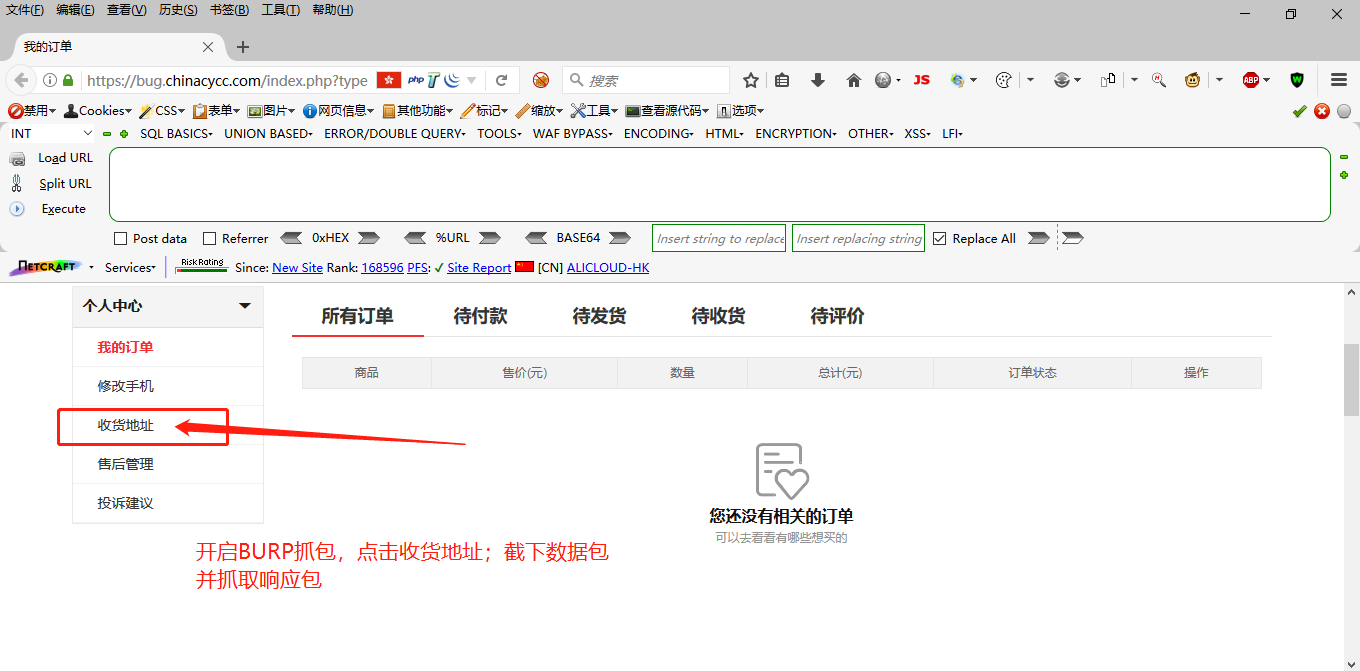 文件(F) 编辑(E) 查看(V) 历史(S) 书签(B) 工具(T) 帮助(H)
我的订单
https://bug.chinacycc.com/index.php?type php 搜索 JS ABP
禁用 Cookies CSS 表单 图片 网页信息 其他功能 标记 缩放 工具 查看源代码 选项
INT SQL BASICS UNION BASED ERROR/DOUBLE QUERY TOOLS WAF BYPASS ENCODING HTML ENCRYPTION OTHER XSS LFI
Load URL
Split URL
Execute
Post data Referrer 0xHEX %URL BASE64 Insert string to replace Insert replacing string Replace All
NETCRAFT Services Risk Rating Since: New Site Rank: 168596 PFS: ✓ Site Report [CN] ALICLOUD-HK
个人中心
我的订单
修改手机
收货地址
售后管理
投诉建议
所有订单 待付款 待发货 待收货 待评价
商品 售价(元) 数量 总计(元) 订单状态 操作
您还没有相关的订单
可以去看看有哪些想买的
开启BURP抓包，点击收货地址；截下数据包
并抓取响应包